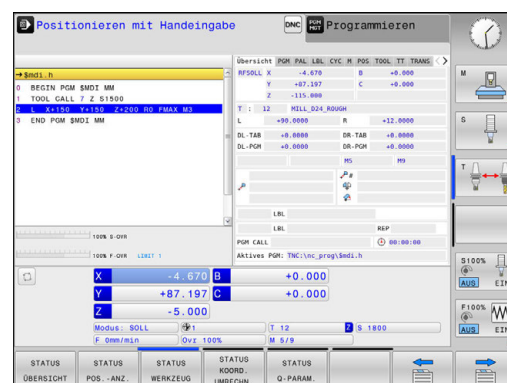 Positionieren mit Handeingabe
DNC
PGM MGT
Programmieren
→$mdi.h
0 BEGIN PGM $MDI MM
1 TOOL CALL 7 Z S1500
2 L X+150 Y+150 Z+200 R0 FMAX M3
3 END PGM $MDI MM
100% S-OVR
100% F-OVR LIMIT 1
Übersicht PGM PAL LBL CYC M POS TOOL TT TRANS
RFSOLL X -4.670 B +0.000
Y +87.197 C +0.000
Z -115.000
T : 12 MILL_D24_ROUGH
L +90.0000 R +12.0000
DL-TAB +0.0000 DR-TAB +0.0000
DL-PGM +0.0000 DR-PGM +0.0000
M5 M9
LBL
LBL REP
PGM CALL 00:00:00
Aktives PGM: TNC:\nc_prog\$mdi.h
X -4.670 B +0.000
Y +87.197 C +0.000
Z -5.000
Modus: SOLL 1 T 12 Z S 1800
F 0mm/min Ovr 100% M 5/9
M
S
T
S100%
AUS EIN
F100%
AUS EIN
STATUS ÜBERSICHT
STATUS POS.-ANZ.
STATUS WERKZEUG
STATUS KOORD. UMRECHN.
STATUS Q-PARAM.